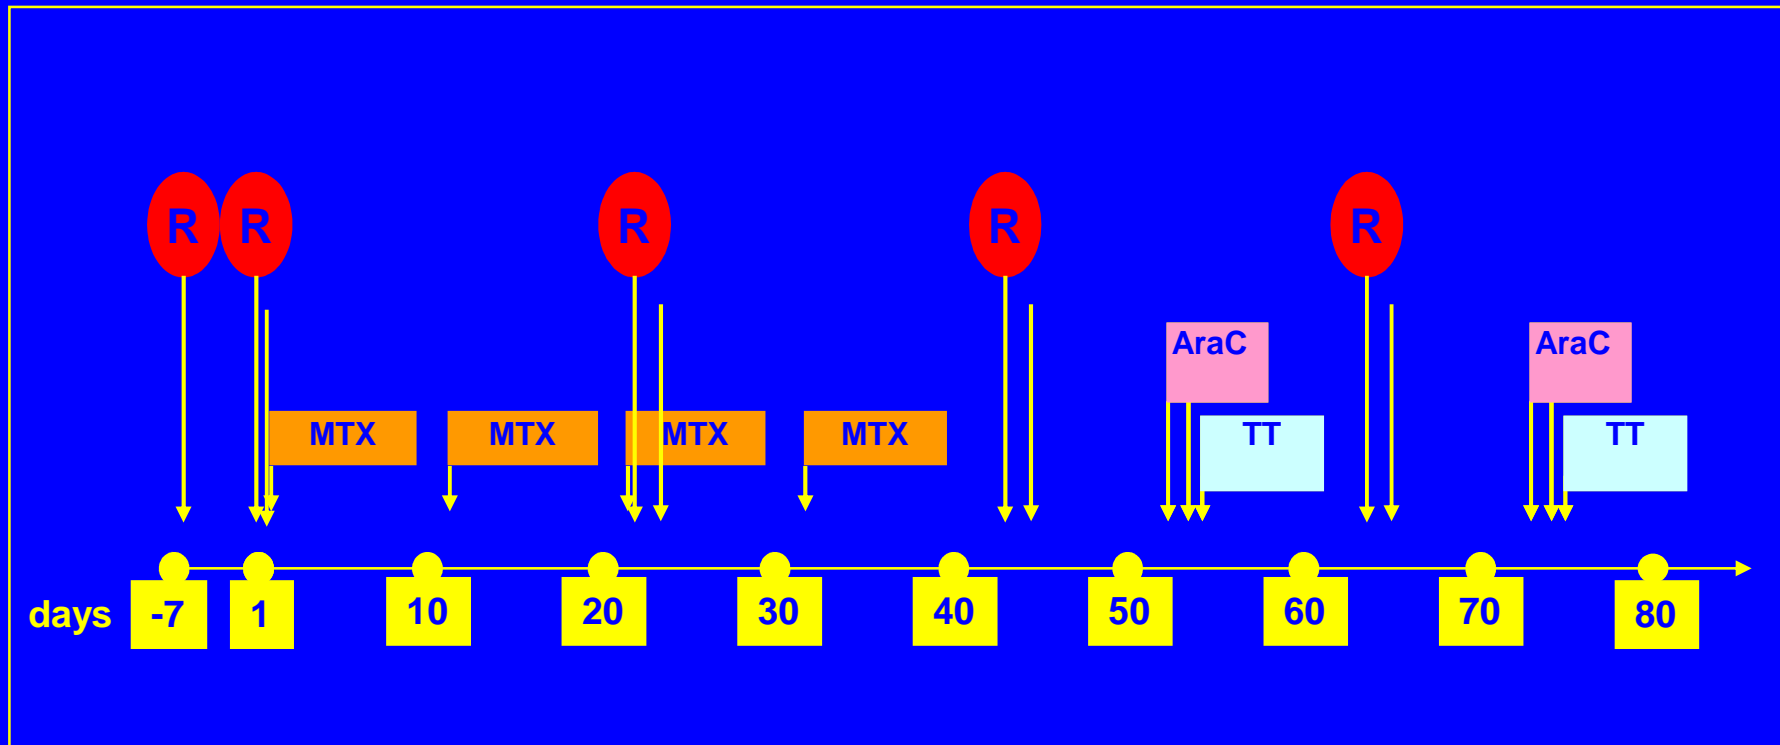 R R R R R
AraC AraC
MTX MTX MTX MTX TT TT
days -7 1 10 20 30 40 50 60 70 80